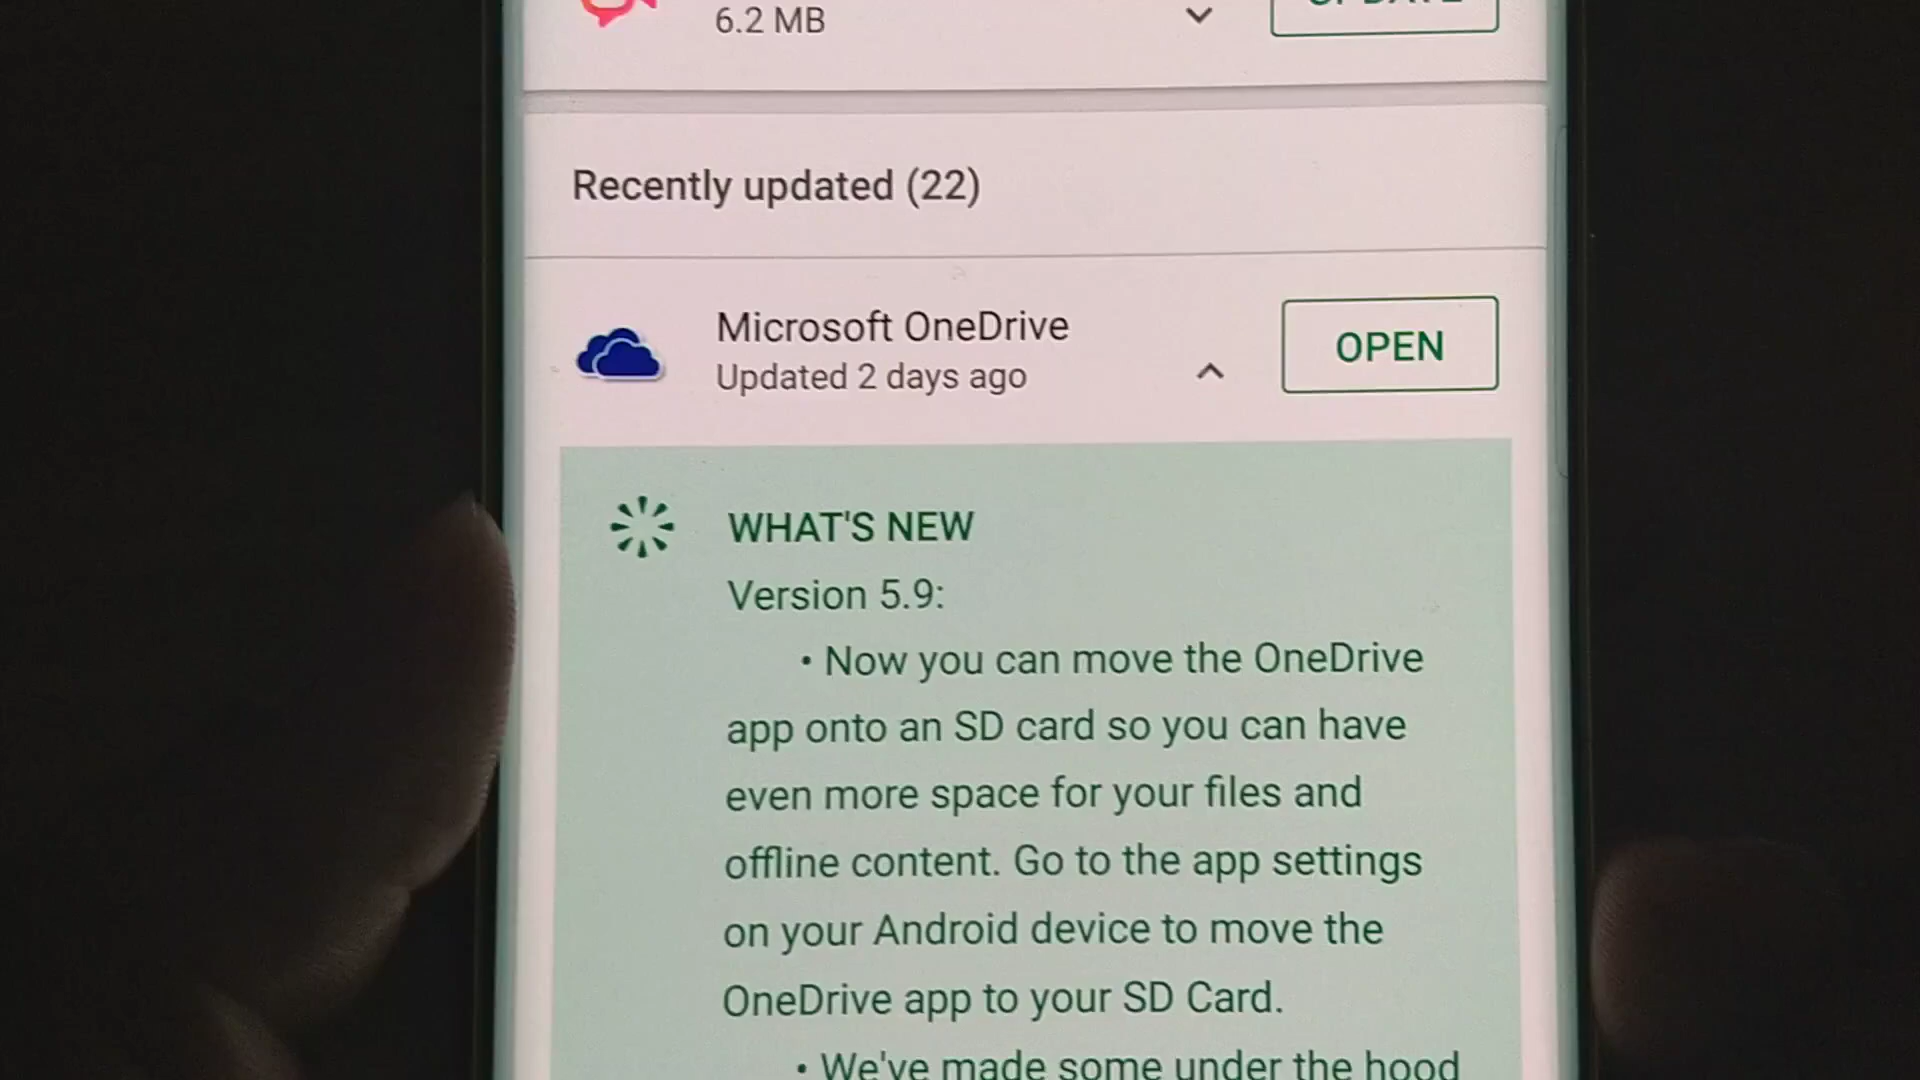 6.2 MB
UPDATE
Recently updated (22)
Microsoft OneDrive
Updated 2 days ago
OPEN
WHAT'S NEW
Version 5.9:
• Now you can move the OneDrive
app onto an SD card so you can have
even more space for your files and
offline content. Go to the app settings
on your Android device to move the
OneDrive app to your SD Card.
• We've made some under the hood